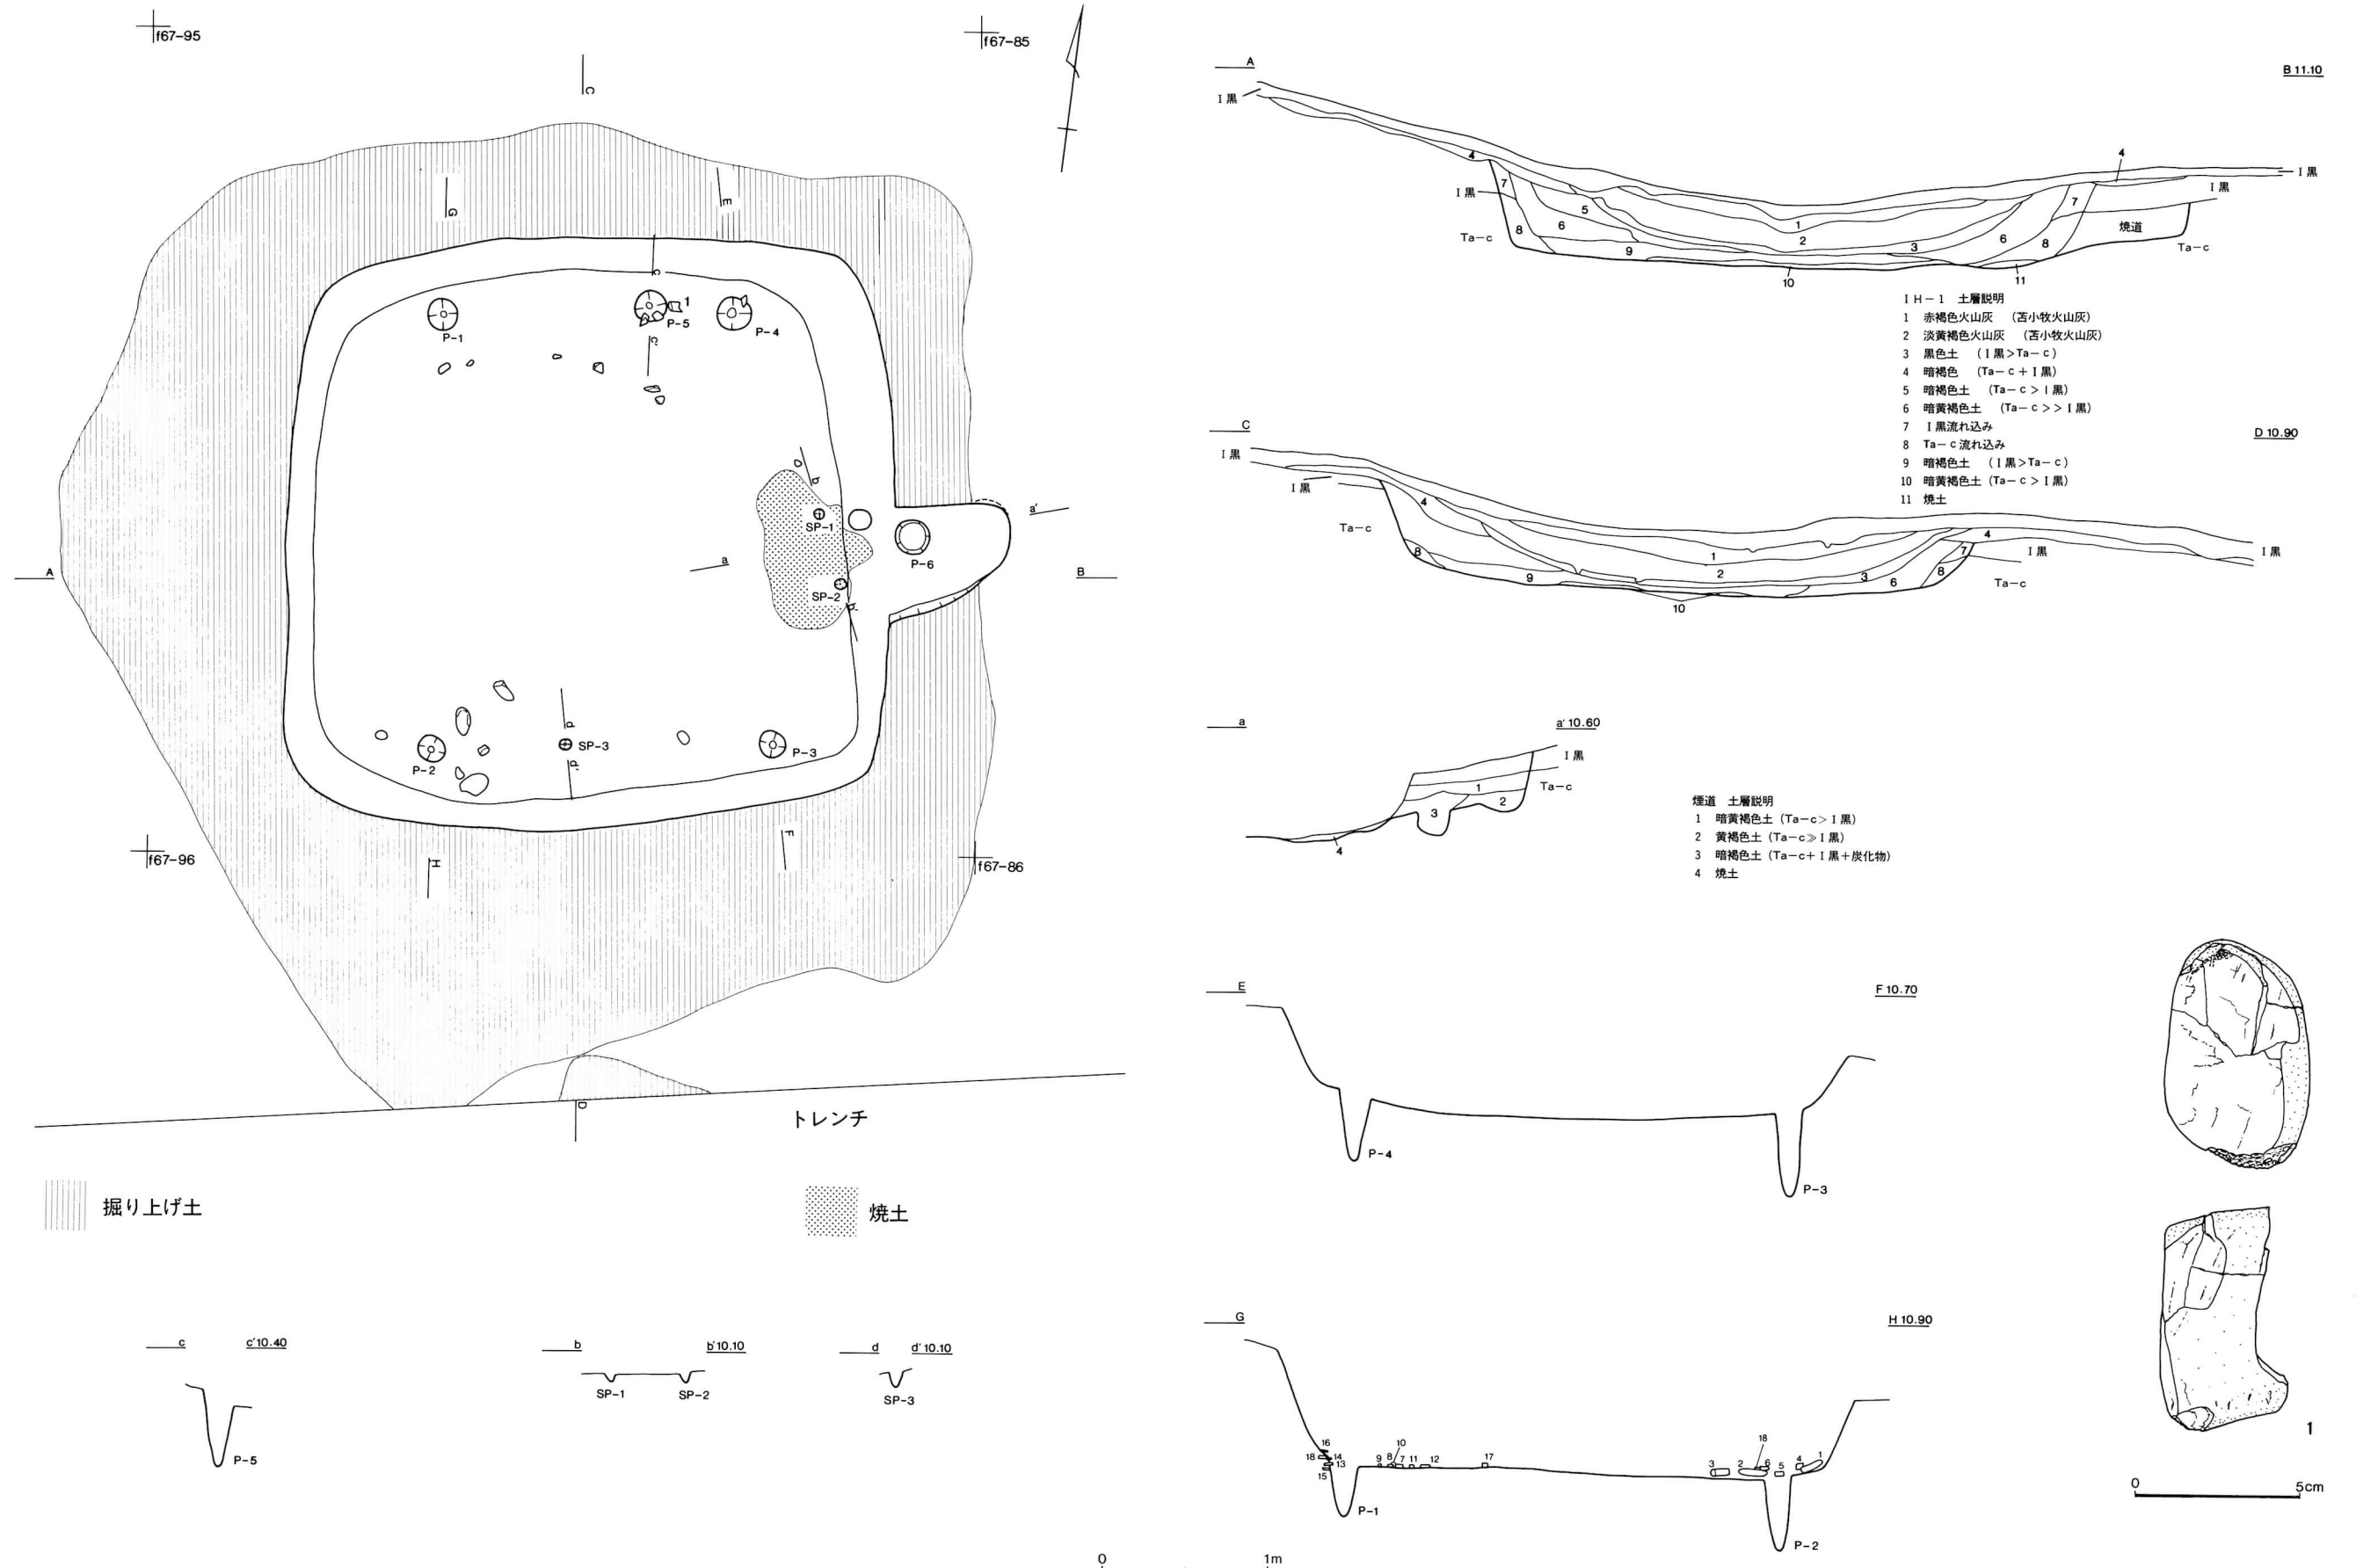 f67-95
f67-85
C
G
E
c
1
P-1
P-5
P-4
c'
b
a'
SP-1
P-6
a
A
B
SP-2
b'
d
SP-3
P-3
P-2
d'
F
f67-96
H
f67-86
D
トレンチ
掘り上げ土
焼土
c
c'10.40
P-5
b
b'10.10
SP-1
SP-2
d
d'10.10
SP-3
A
B 11.10
I 黒
4
4
I 黒
7
I 黒
I 黒
5
7
1
6
焼道
8
2
6
8
Ta-c
3
Ta-c
9
10
11
I H-1 土層説明
1 赤褐色火山灰 (苫小牧火山灰)
2 淡黄褐色火山灰 (苫小牧火山灰)
3 黒色土 (I 黒>Ta-c)
4 暗褐色 (Ta-c+I 黒)
5 暗褐色土 (Ta-c>I 黒)
6 暗黄褐色土 (Ta-c>>I 黒)
7 I 黒流れ込み
8 Ta-c 流れ込み
9 暗褐色土 (I 黒>Ta-c)
10 暗黄褐色土 (Ta-c>I 黒)
11 焼土
C
D 10.90
I 黒
I 黒
4
Ta-c
4
8
1
7
I 黒
I 黒
2
9
3
6
8
Ta-c
10
a
a' 10.60
I 黒
1
Ta-c
2
3
4
煙道 土層説明
1 暗黄褐色土 (Ta-c>I 黒)
2 黄褐色土 (Ta-c≫I 黒)
3 暗褐色土 (Ta-c+I 黒+炭化物)
4 焼土
E
F 10.70
P-4
P-3
G
H 10.90
16
18
14
13
15
9
8
10
7
11
12
17
3
2
18
6
5
4
1
P-1
P-2
1
0
5cm
0
1m